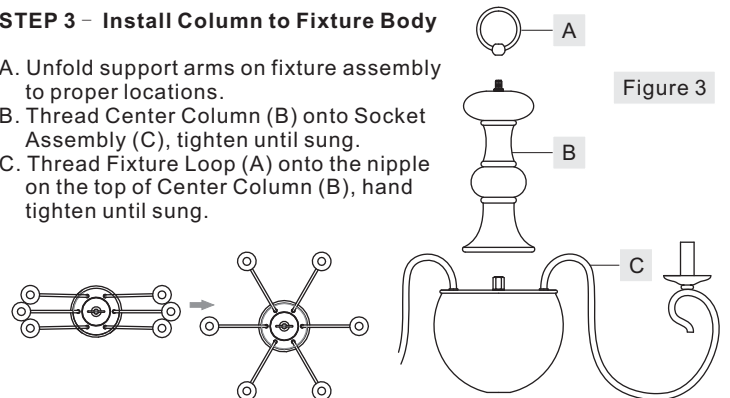 STEP 3 – Install Column to Fixture Body
A. Unfold support arms on fixture assembly
to proper locations.
B. Thread Center Column (B) onto Socket
Assembly (C), tighten until sung.
C. Thread Fixture Loop (A) onto the nipple
on the top of Center Column (B), hand
tighten until sung.
A
Figure 3
B
C